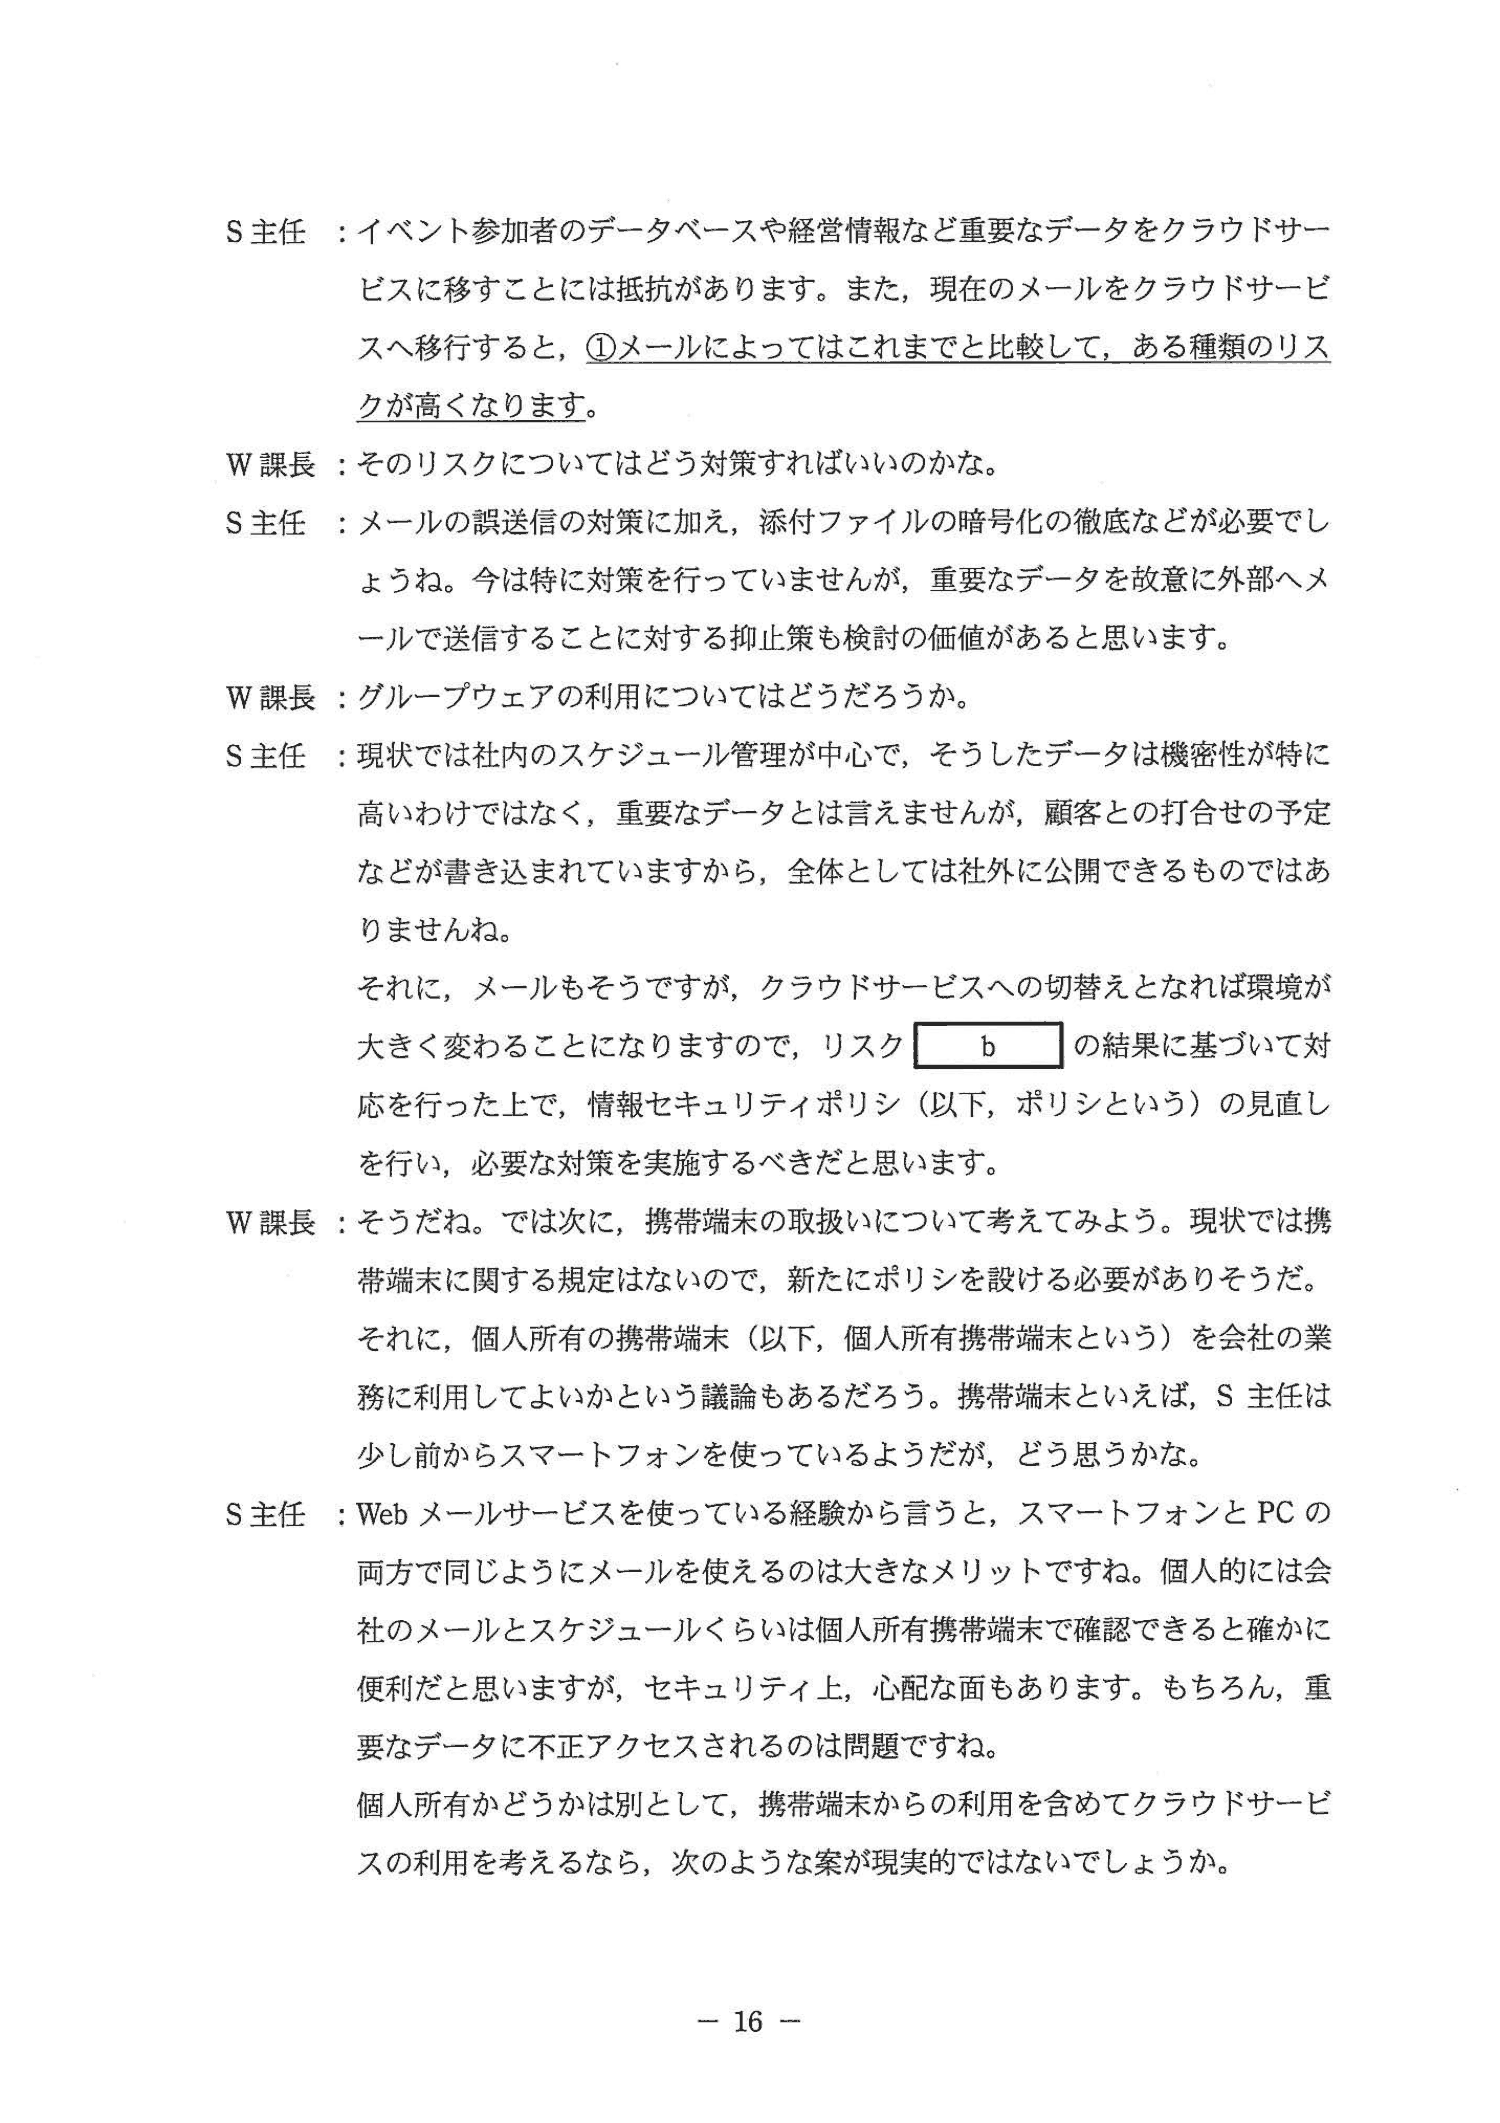 S 主任　：イベント参加者のデータベースや経営情報など重要なデータをクラウドサー
ビスに移すことには抵抗があります。また，現在のメールをクラウドサービ
スへ移行すると，①メールによってはこれまでと比較して，ある種類のリス
クが高くなります。
W 課長　：そのリスクについてはどう対策すればいいのかな。
S 主任　：メールの誤送信の対策に加え，添付ファイルの暗号化の徹底などが必要でし
ょうね。今は特に対策を行っていませんが，重要なデータを故意に外部へメ
ールで送信することに対する抑止策も検討の価値があると思います。
W 課長　：グループウェアの利用についてはどうだろうか。
S 主任　：現状では社内のスケジュール管理が中心で，そうしたデータは機密性が特に
高いわけではなく，重要なデータとは言えませんが，顧客との打合せの予定
などが書き込まれていますから，全体としては社外に公開できるものではあ
りませんね。
それに，メールもそうですが，クラウドサービスへの切替えとなれば環境が
大きく変わることになりますので，リスク b の結果に基づいて対
応を行った上で，情報セキュリティポリシ（以下，ポリシという）の見直し
を行い，必要な対策を実施するべきだと思います。
W 課長　：そうだね。では次に，携帯端末の取扱いについて考えてみよう。現状では携
帯端末に関する規定はないので，新たにポリシを設ける必要がありそうだ。
それに，個人所有の携帯端末（以下，個人所有携帯端末という）を会社の業
務に利用してよいかという議論もあるだろう。携帯端末といえば，S 主任は
少し前からスマートフォンを使っているようだが，どう思うかな。
S 主任　：Web メールサービスを使っている経験から言うと，スマートフォンと PC の
両方で同じようにメールを使えるのは大きなメリットですね。個人的には会
社のメールとスケジュールくらいは個人所有携帯端末で確認できると確かに
便利だと思いますが，セキュリティ上，心配な面もあります。もちろん，重
要なデータに不正アクセスされるのは問題ですね。
個人所有かどうかは別として，携帯端末からの利用を含めてクラウドサービ
スの利用を考えるなら，次のような案が現実的ではないでしょうか。
－ 16 －